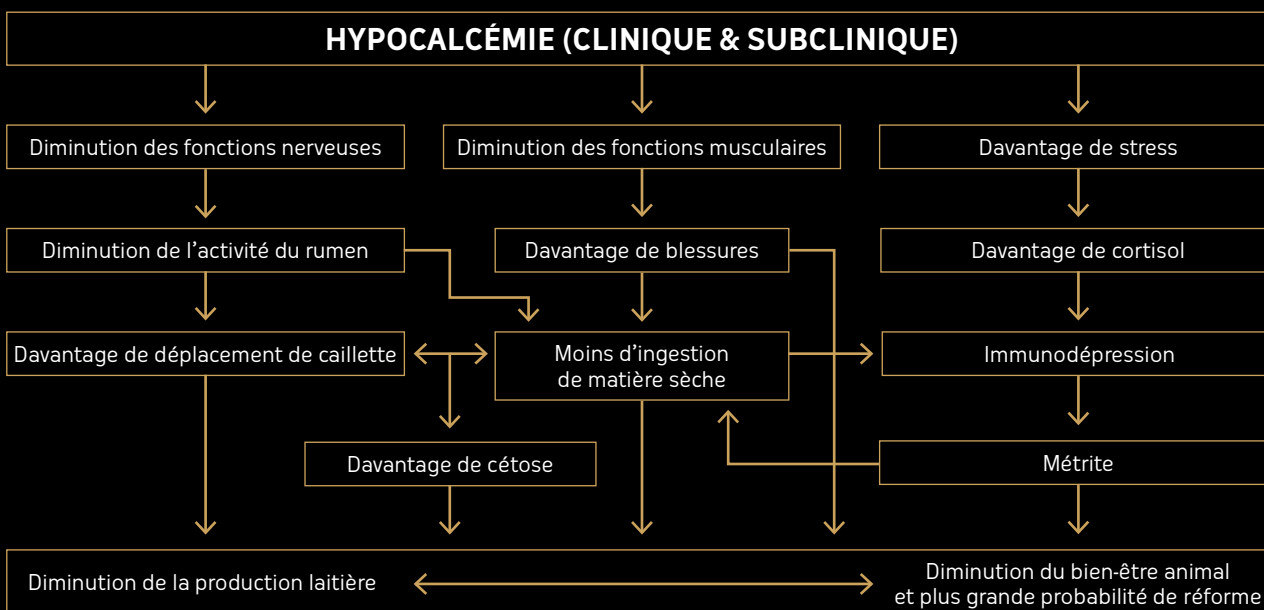 HYPOCALCÉMIE (CLINIQUE & SUBCLINIQUE)
Diminution des fonctions nerveuses
Diminution des fonctions musculaires
Davantage de stress
Diminution de l'activité du rumen
Davantage de blessures
Davantage de cortisol
Davantage de déplacement de caillette
Moins d'ingestion
de matière sèche
Immunodépression
Davantage de cétose
Métrite
Diminution de la production laitière
Diminution du bien-être animal
et plus grande probabilité de réforme